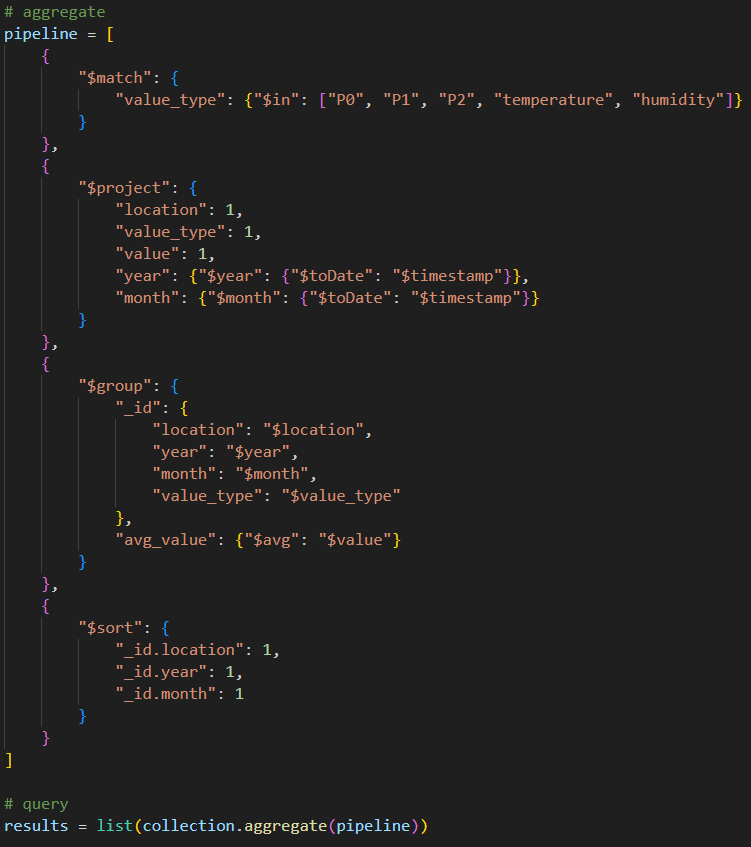 # aggregate
pipeline = [
    {
        "$match": {
            "value_type": {"$in": ["P0", "P1", "P2", "temperature", "humidity"]}
        }
    },
    {
        "$project": {
            "location": 1,
            "value_type": 1,
            "value": 1,
            "year": {"$year": {"$toDate": "$timestamp"}},
            "month": {"$month": {"$toDate": "$timestamp"}}
        }
    },
    {
        "$group": {
            "_id": {
                "location": "$location",
                "year": "$year",
                "month": "$month",
                "value_type": "$value_type"
            },
            "avg_value": {"$avg": "$value"}
        }
    },
    {
        "$sort": {
            "_id.location": 1,
            "_id.year": 1,
            "_id.month": 1
        }
    }
]

# query
results = list(collection.aggregate(pipeline))